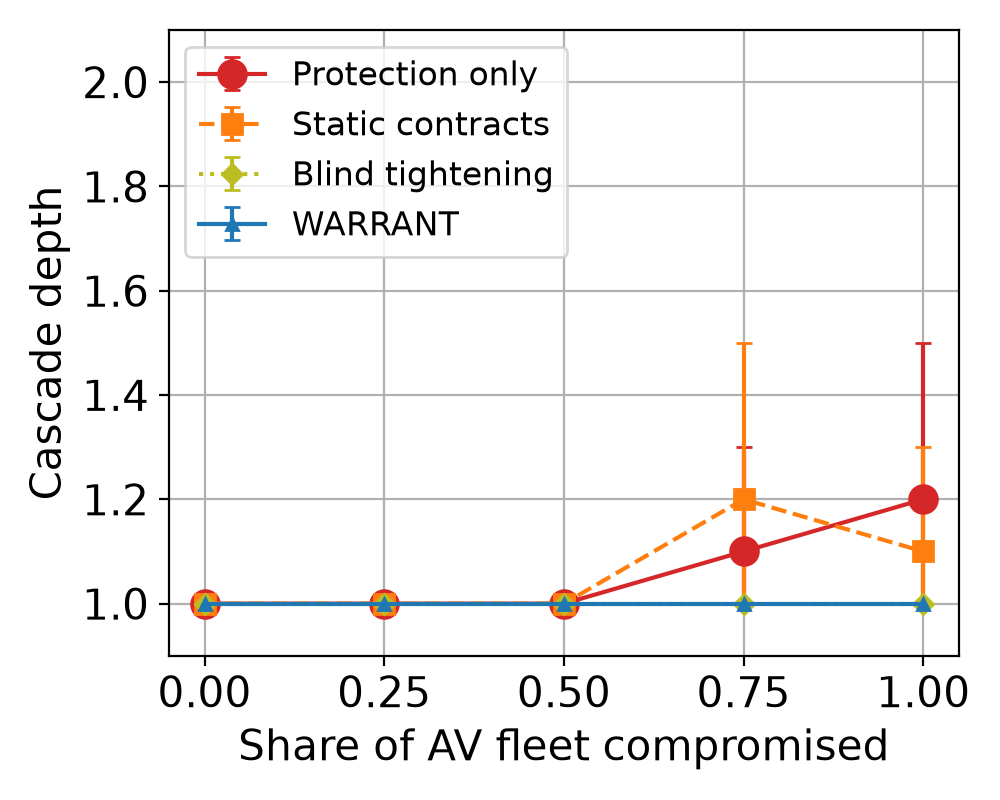 Protection only
Static contracts
Blind tightening
WARRANT
Cascade depth
2.0
1.8
1.6
1.4
1.2
1.0
0.00 0.25 0.50 0.75 1.00
Share of AV fleet compromised